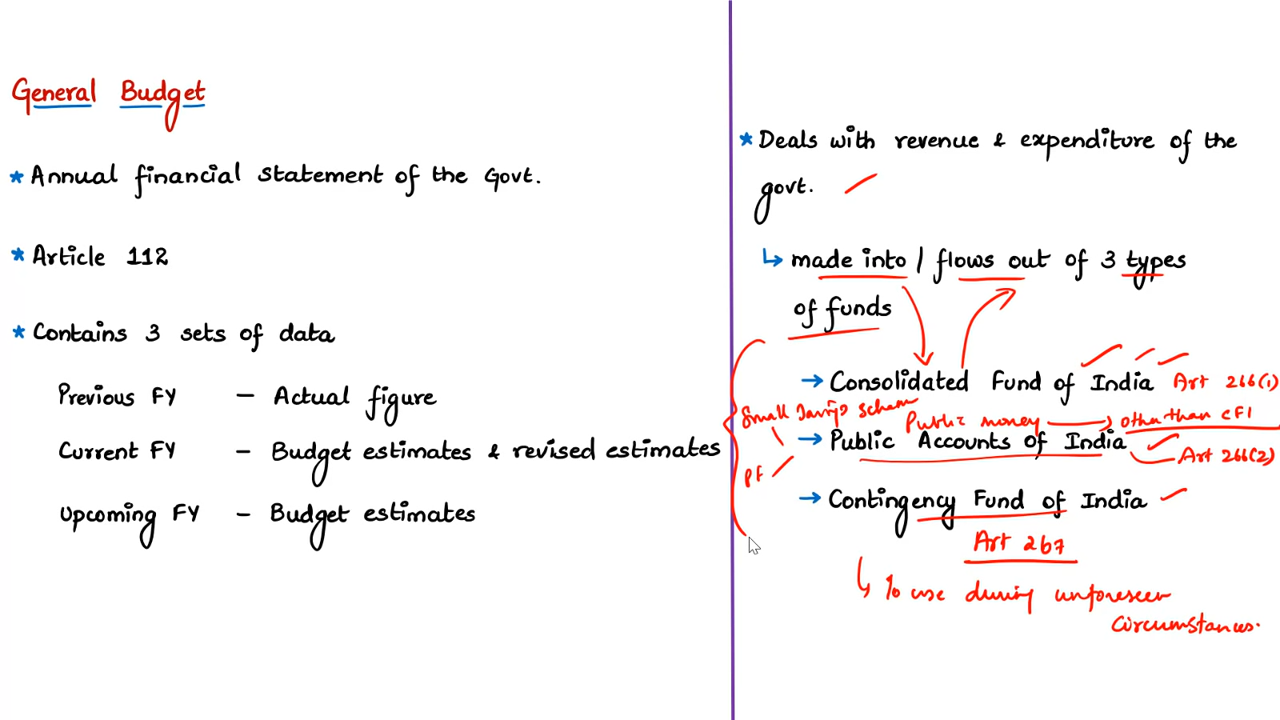 General Budget
* Annual financial statement of the Govt.
* Article 112
* Contains 3 sets of data
Previous FY - Actual figure
Current FY - Budget estimates & revised estimates
Upcoming FY - Budget estimates
* Deals with revenue & expenditure of the
govt.
↳ made into / flows out of 3 types
of funds
→ Consolidated Fund of India Art 266(1)
Small Savings Scheme
Public money → other than CFI
→ Public Accounts of India Art 266(2)
PF
→ Contingency Fund of India
Art 267
↳ To use during unforeseen
circumstances.